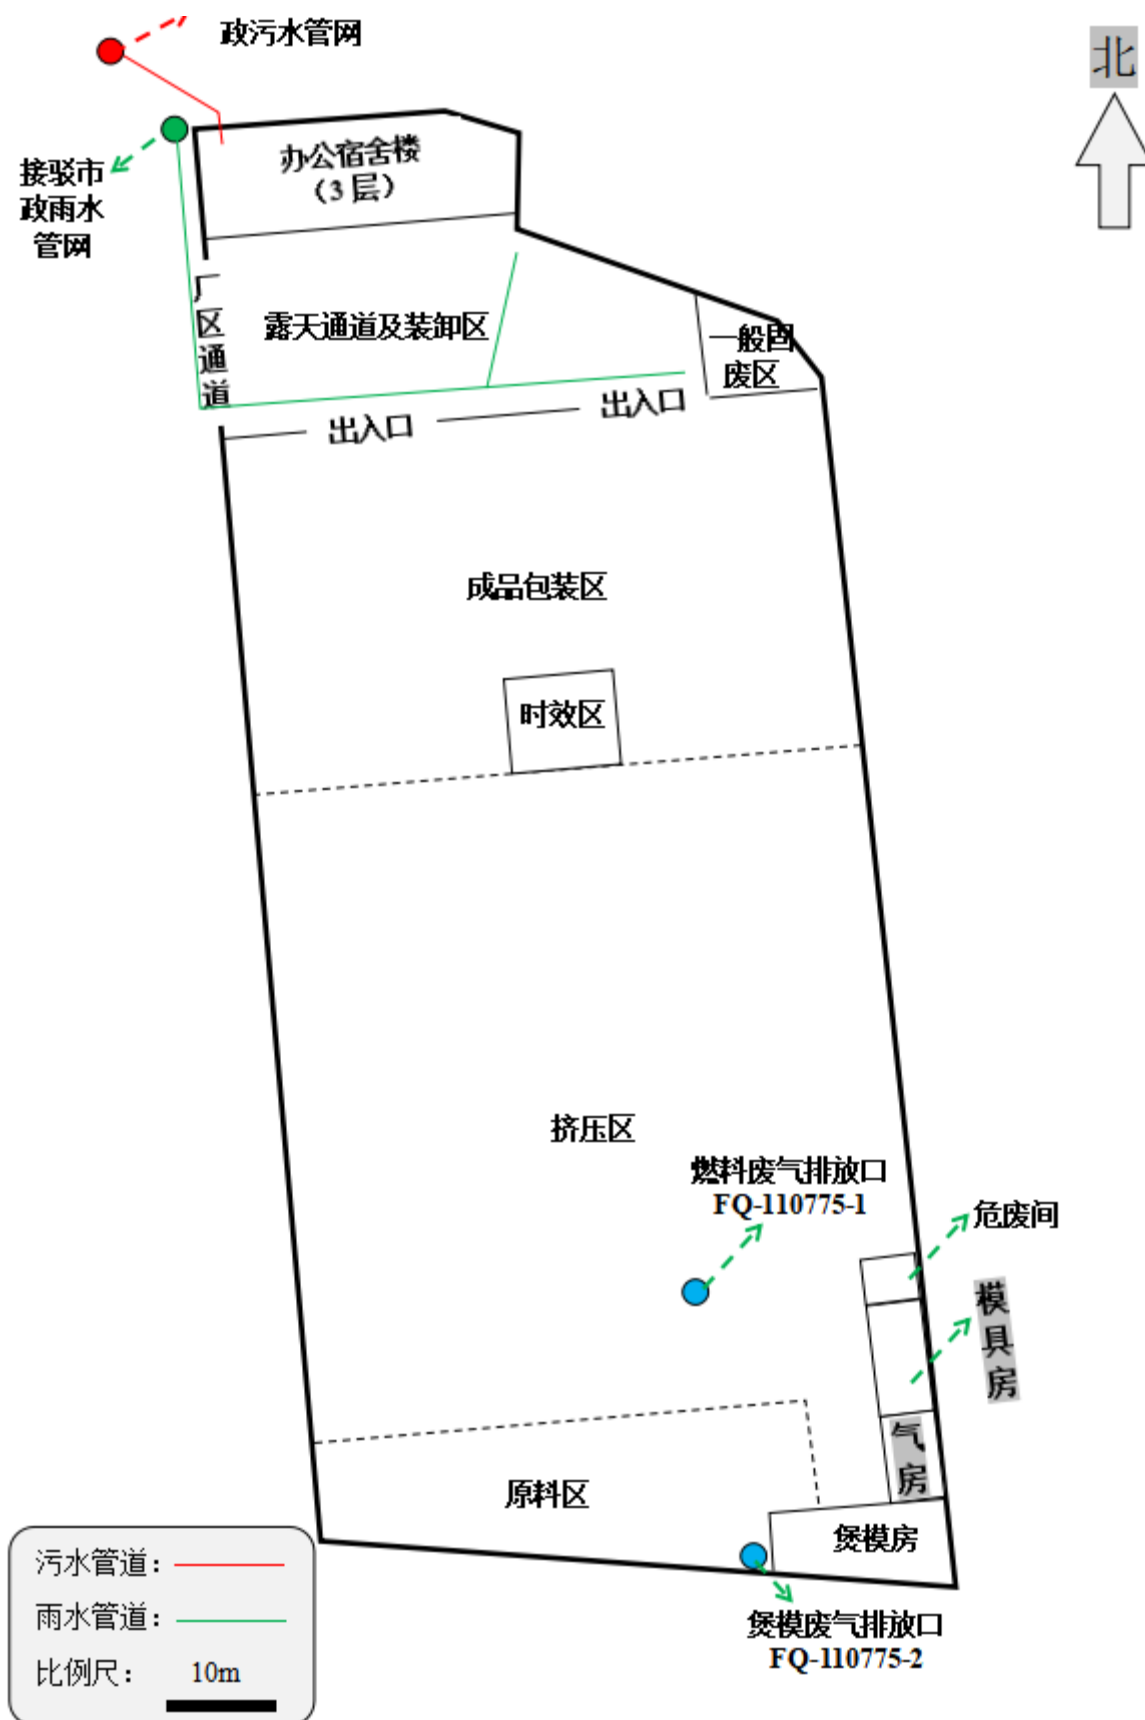 政污水管网
北
接驳市
政雨水
管网
办公宿舍楼
（3 层）
厂区通道
露天通道及装卸区
一般固
废区
出入口
出入口
成品包装区
时效区
挤压区
燃料废气排放口
FQ-110775-1
危废间
模具房
气房
原料区
煲模房
煲模废气排放口
FQ-110775-2
污水管道：
雨水管道：
比例尺： 10m